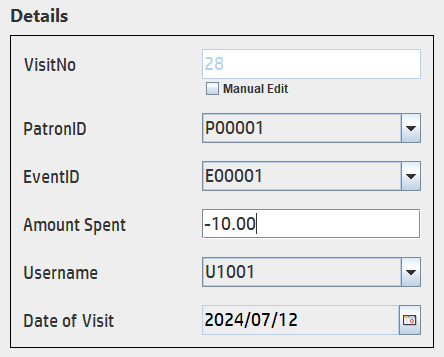 Details
VisitNo 28
Manual Edit
PatronID P00001
EventID E00001
Amount Spent -10.00
Username U1001
Date of Visit 2024/07/12